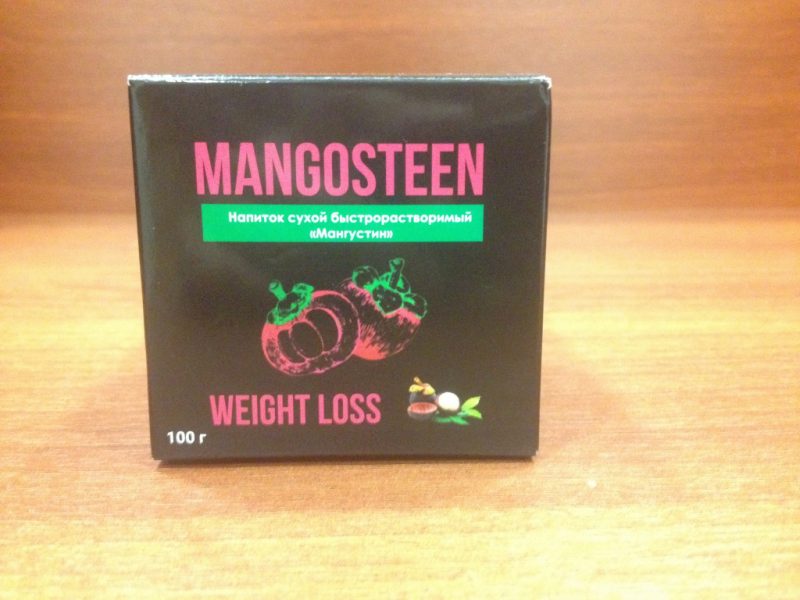 MANGOSTEEN
Напиток сухой быстрорастворимый
«Мангустин»
WEIGHT LOSS
100 г